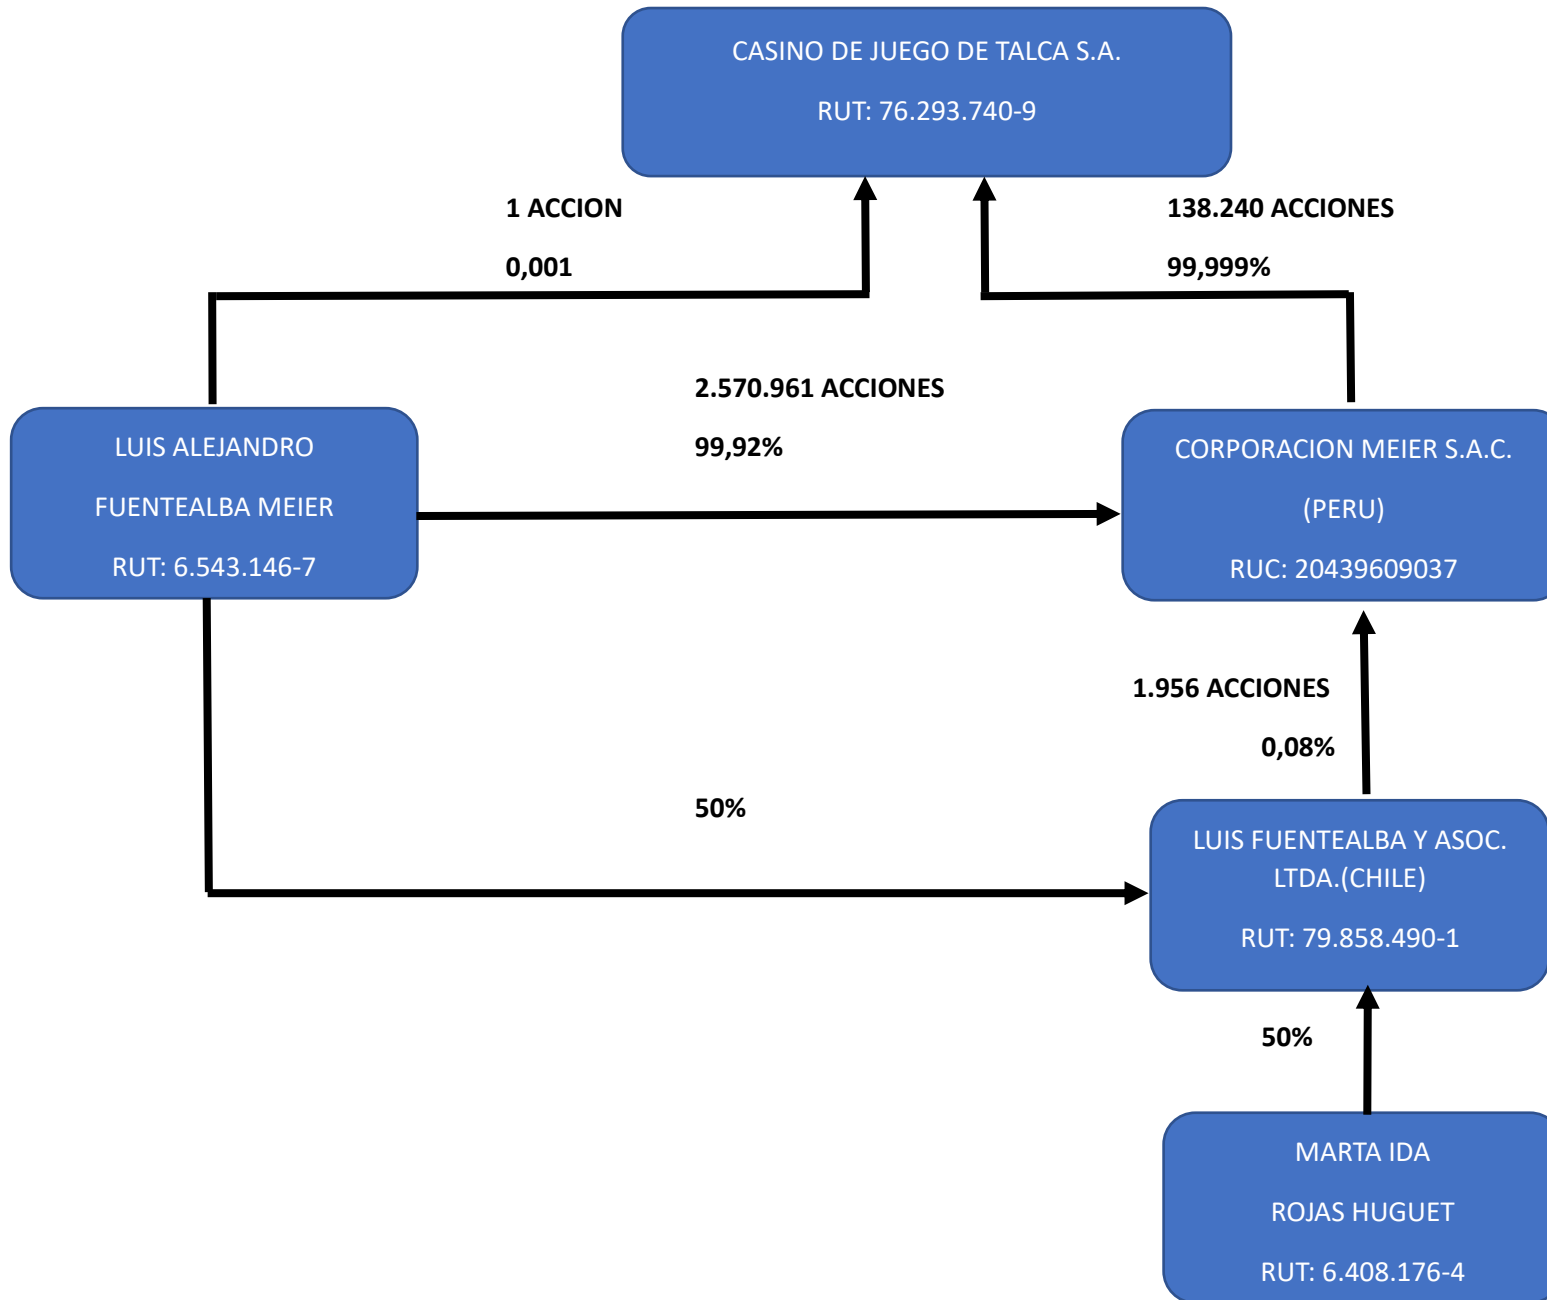 CASINO DE JUEGO DE TALCA S.A.
RUT: 76.293.740-9
1 ACCION
0,001
138.240 ACCIONES
99,999%
2.570.961 ACCIONES
99,92%
LUIS ALEJANDRO
FUENTEALBA MEIER
RUT: 6.543.146-7
CORPORACION MEIER S.A.C.
(PERU)
RUC: 20439609037
1.956 ACCIONES
0,08%
50%
LUIS FUENTEALBA Y ASOC.
LTDA.(CHILE)
RUT: 79.858.490-1
50%
MARTA IDA
ROJAS HUGUET
RUT: 6.408.176-4